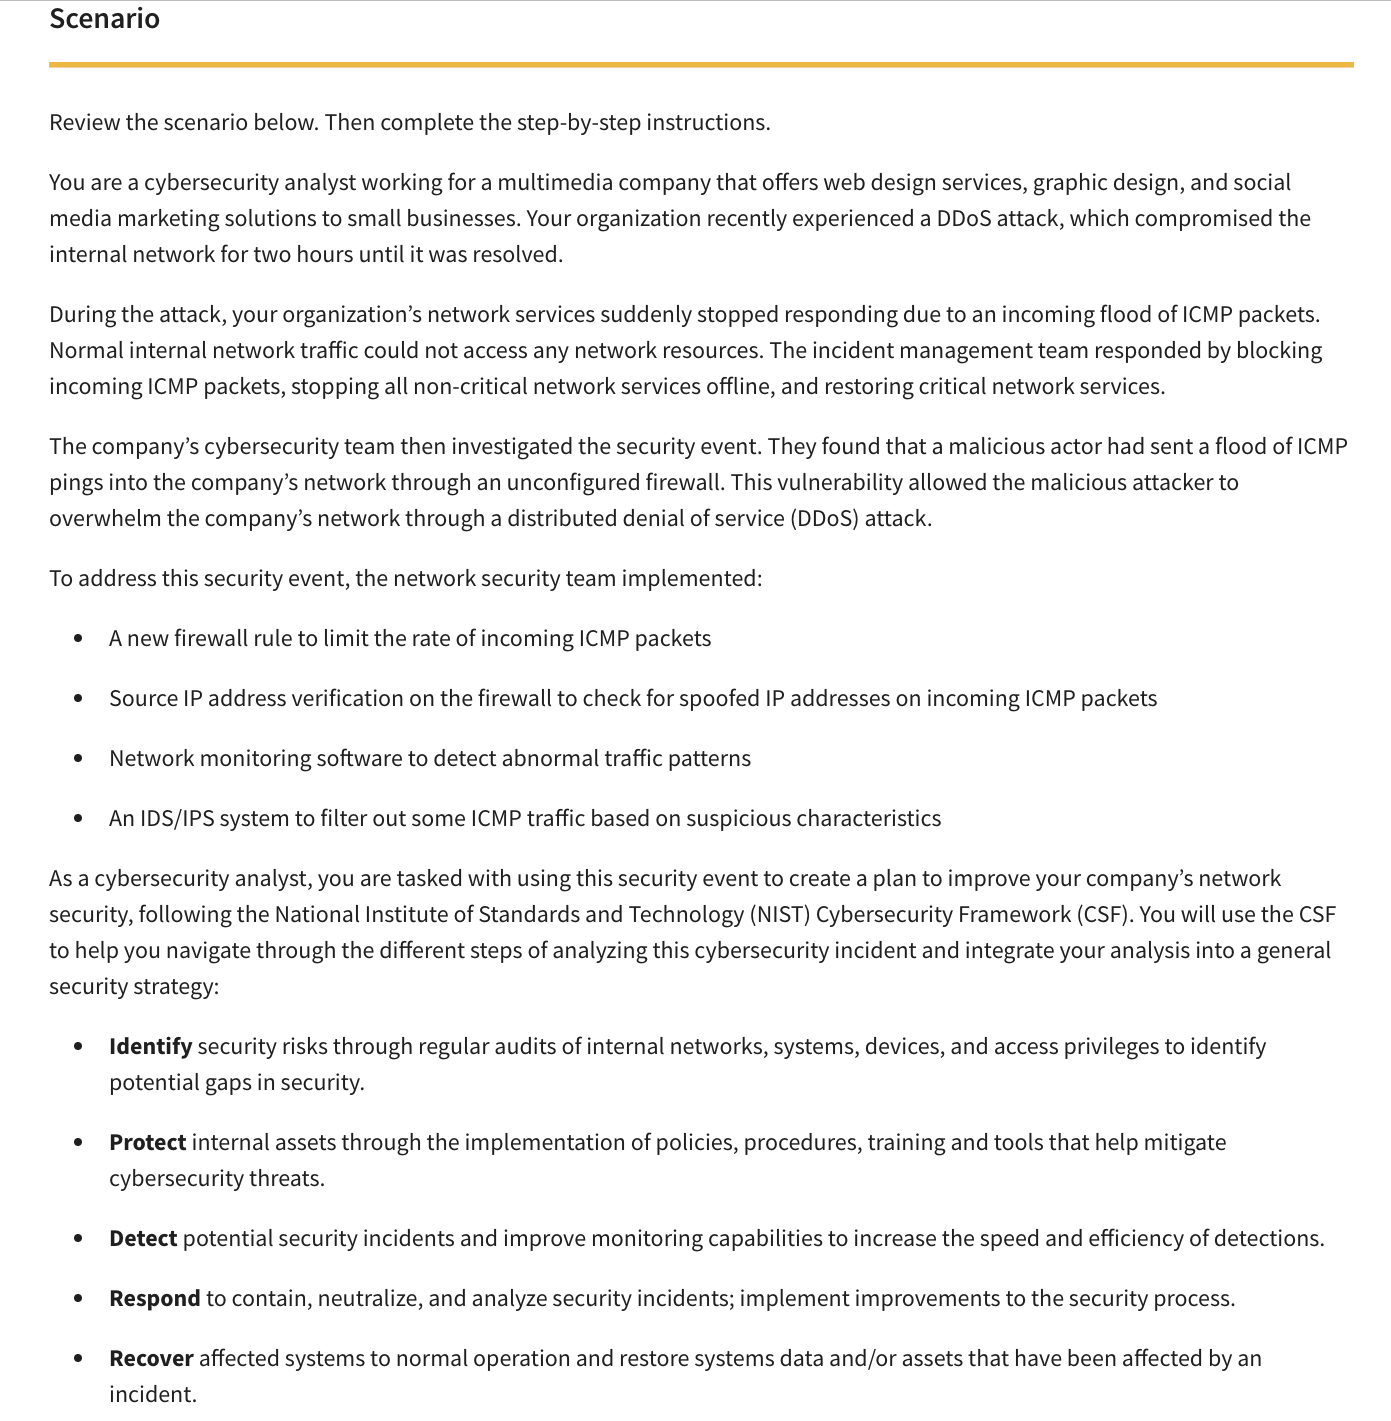 Scenario
Review the scenario below. Then complete the step-by-step instructions.
You are a cybersecurity analyst working for a multimedia company that offers web design services, graphic design, and social
media marketing solutions to small businesses. Your organization recently experienced a DDoS attack, which compromised the
internal network for two hours until it was resolved.
During the attack, your organization’s network services suddenly stopped responding due to an incoming flood of ICMP packets.
Normal internal network traffic could not access any network resources. The incident management team responded by blocking
incoming ICMP packets, stopping all non-critical network services offline, and restoring critical network services.
The company’s cybersecurity team then investigated the security event. They found that a malicious actor had sent a flood of ICMP
pings into the company’s network through an unconfigured firewall. This vulnerability allowed the malicious attacker to
overwhelm the company’s network through a distributed denial of service (DDoS) attack.
To address this security event, the network security team implemented:
• A new firewall rule to limit the rate of incoming ICMP packets
• Source IP address verification on the firewall to check for spoofed IP addresses on incoming ICMP packets
• Network monitoring software to detect abnormal traffic patterns
• An IDS/IPS system to filter out some ICMP traffic based on suspicious characteristics
As a cybersecurity analyst, you are tasked with using this security event to create a plan to improve your company’s network
security, following the National Institute of Standards and Technology (NIST) Cybersecurity Framework (CSF). You will use the CSF
to help you navigate through the different steps of analyzing this cybersecurity incident and integrate your analysis into a general
security strategy:
• Identify security risks through regular audits of internal networks, systems, devices, and access privileges to identify
potential gaps in security.
• Protect internal assets through the implementation of policies, procedures, training and tools that help mitigate
cybersecurity threats.
• Detect potential security incidents and improve monitoring capabilities to increase the speed and efficiency of detections.
• Respond to contain, neutralize, and analyze security incidents; implement improvements to the security process.
• Recover affected systems to normal operation and restore systems data and/or assets that have been affected by an
incident.